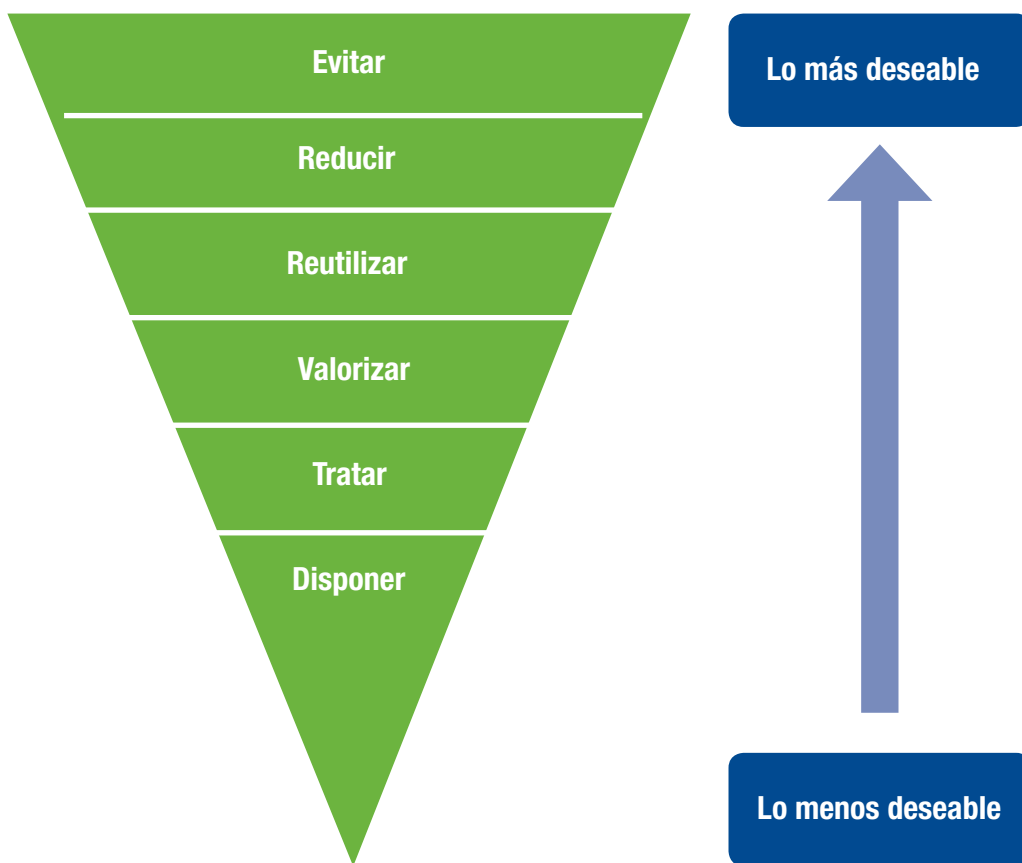 Evitar
Lo más deseable
Reducir
Reutilizar
Valorizar
Tratar
Disponer
Lo menos deseable